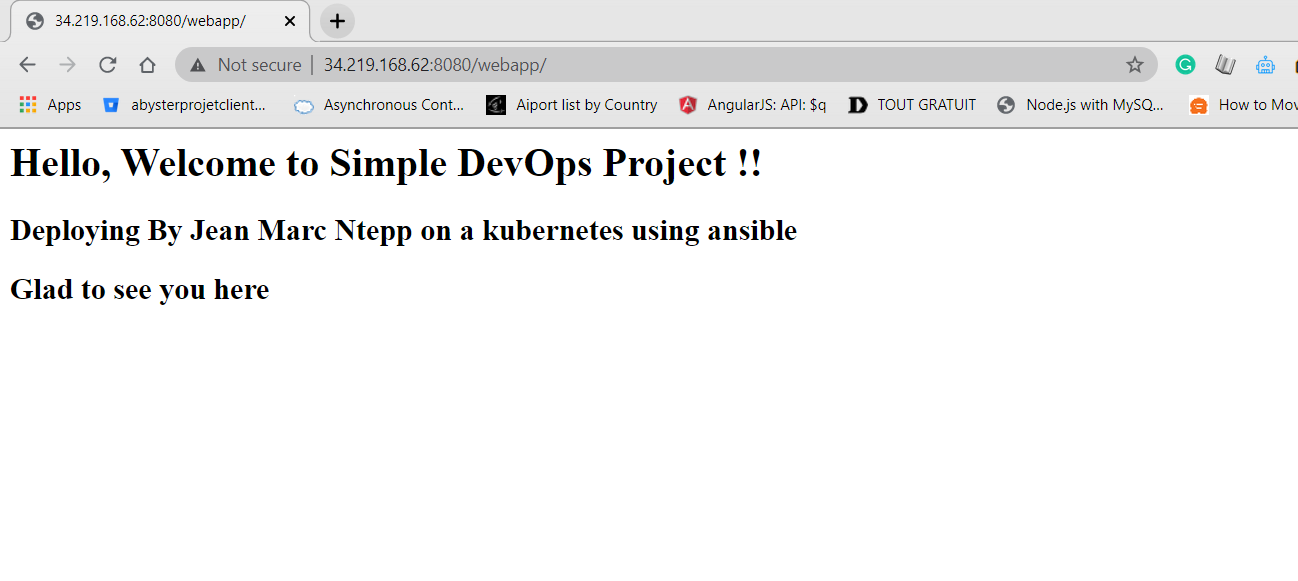 34.219.168.62:8080/webapp/
Not secure | 34.219.168.62:8080/webapp/
Apps abysterprojetclient... Asynchronous Cont... Aiport list by Country AngularJS: API: $q TOUT GRATUIT Node.js with MySQ... How to Mov
Hello, Welcome to Simple DevOps Project !!
Deploying By Jean Marc Ntepp on a kubernetes using ansible
Glad to see you here